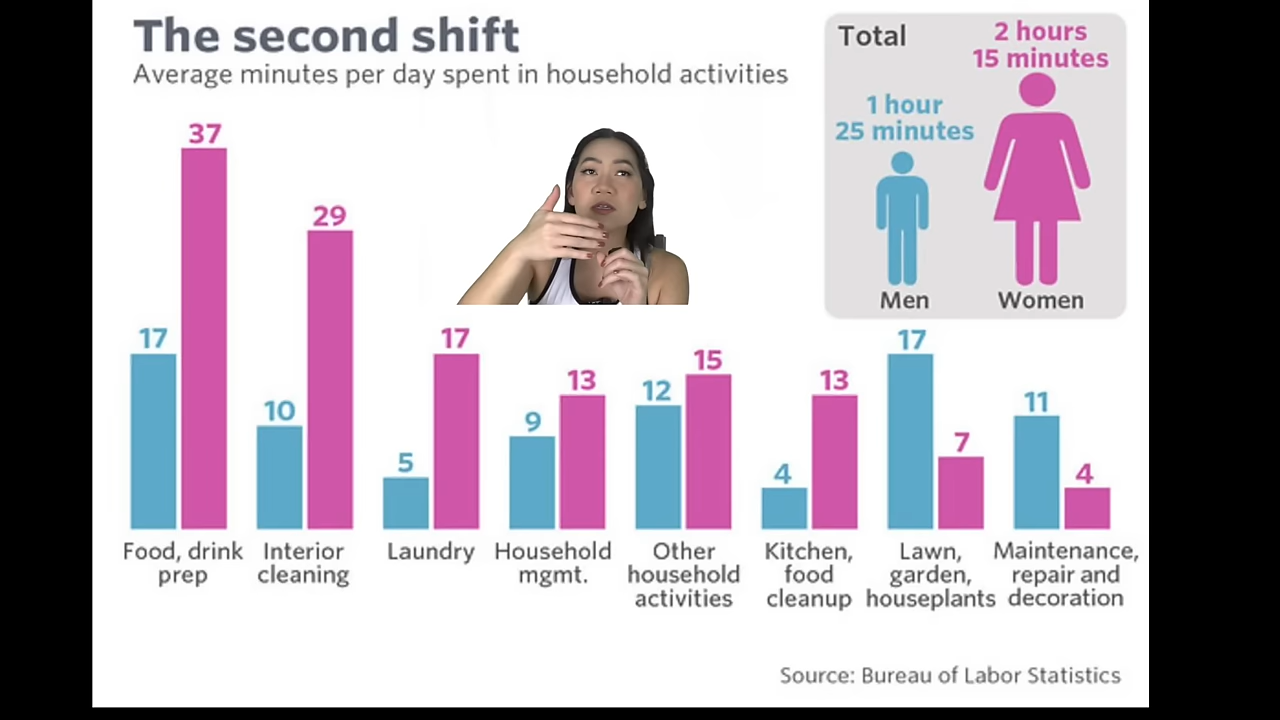 The second shift
Average minutes per day spent in household activities
Total
2 hours
15 minutes
1 hour
25 minutes
Men
Women
17
37
10
29
5
17
9
13
12
15
4
13
17
7
11
4
Food, drink
prep
Interior
cleaning
Laundry
Household
mgmt.
Other
household
activities
Kitchen,
food
cleanup
Lawn,
garden,
houseplants
Maintenance,
repair and
decoration
Source: Bureau of Labor Statistics